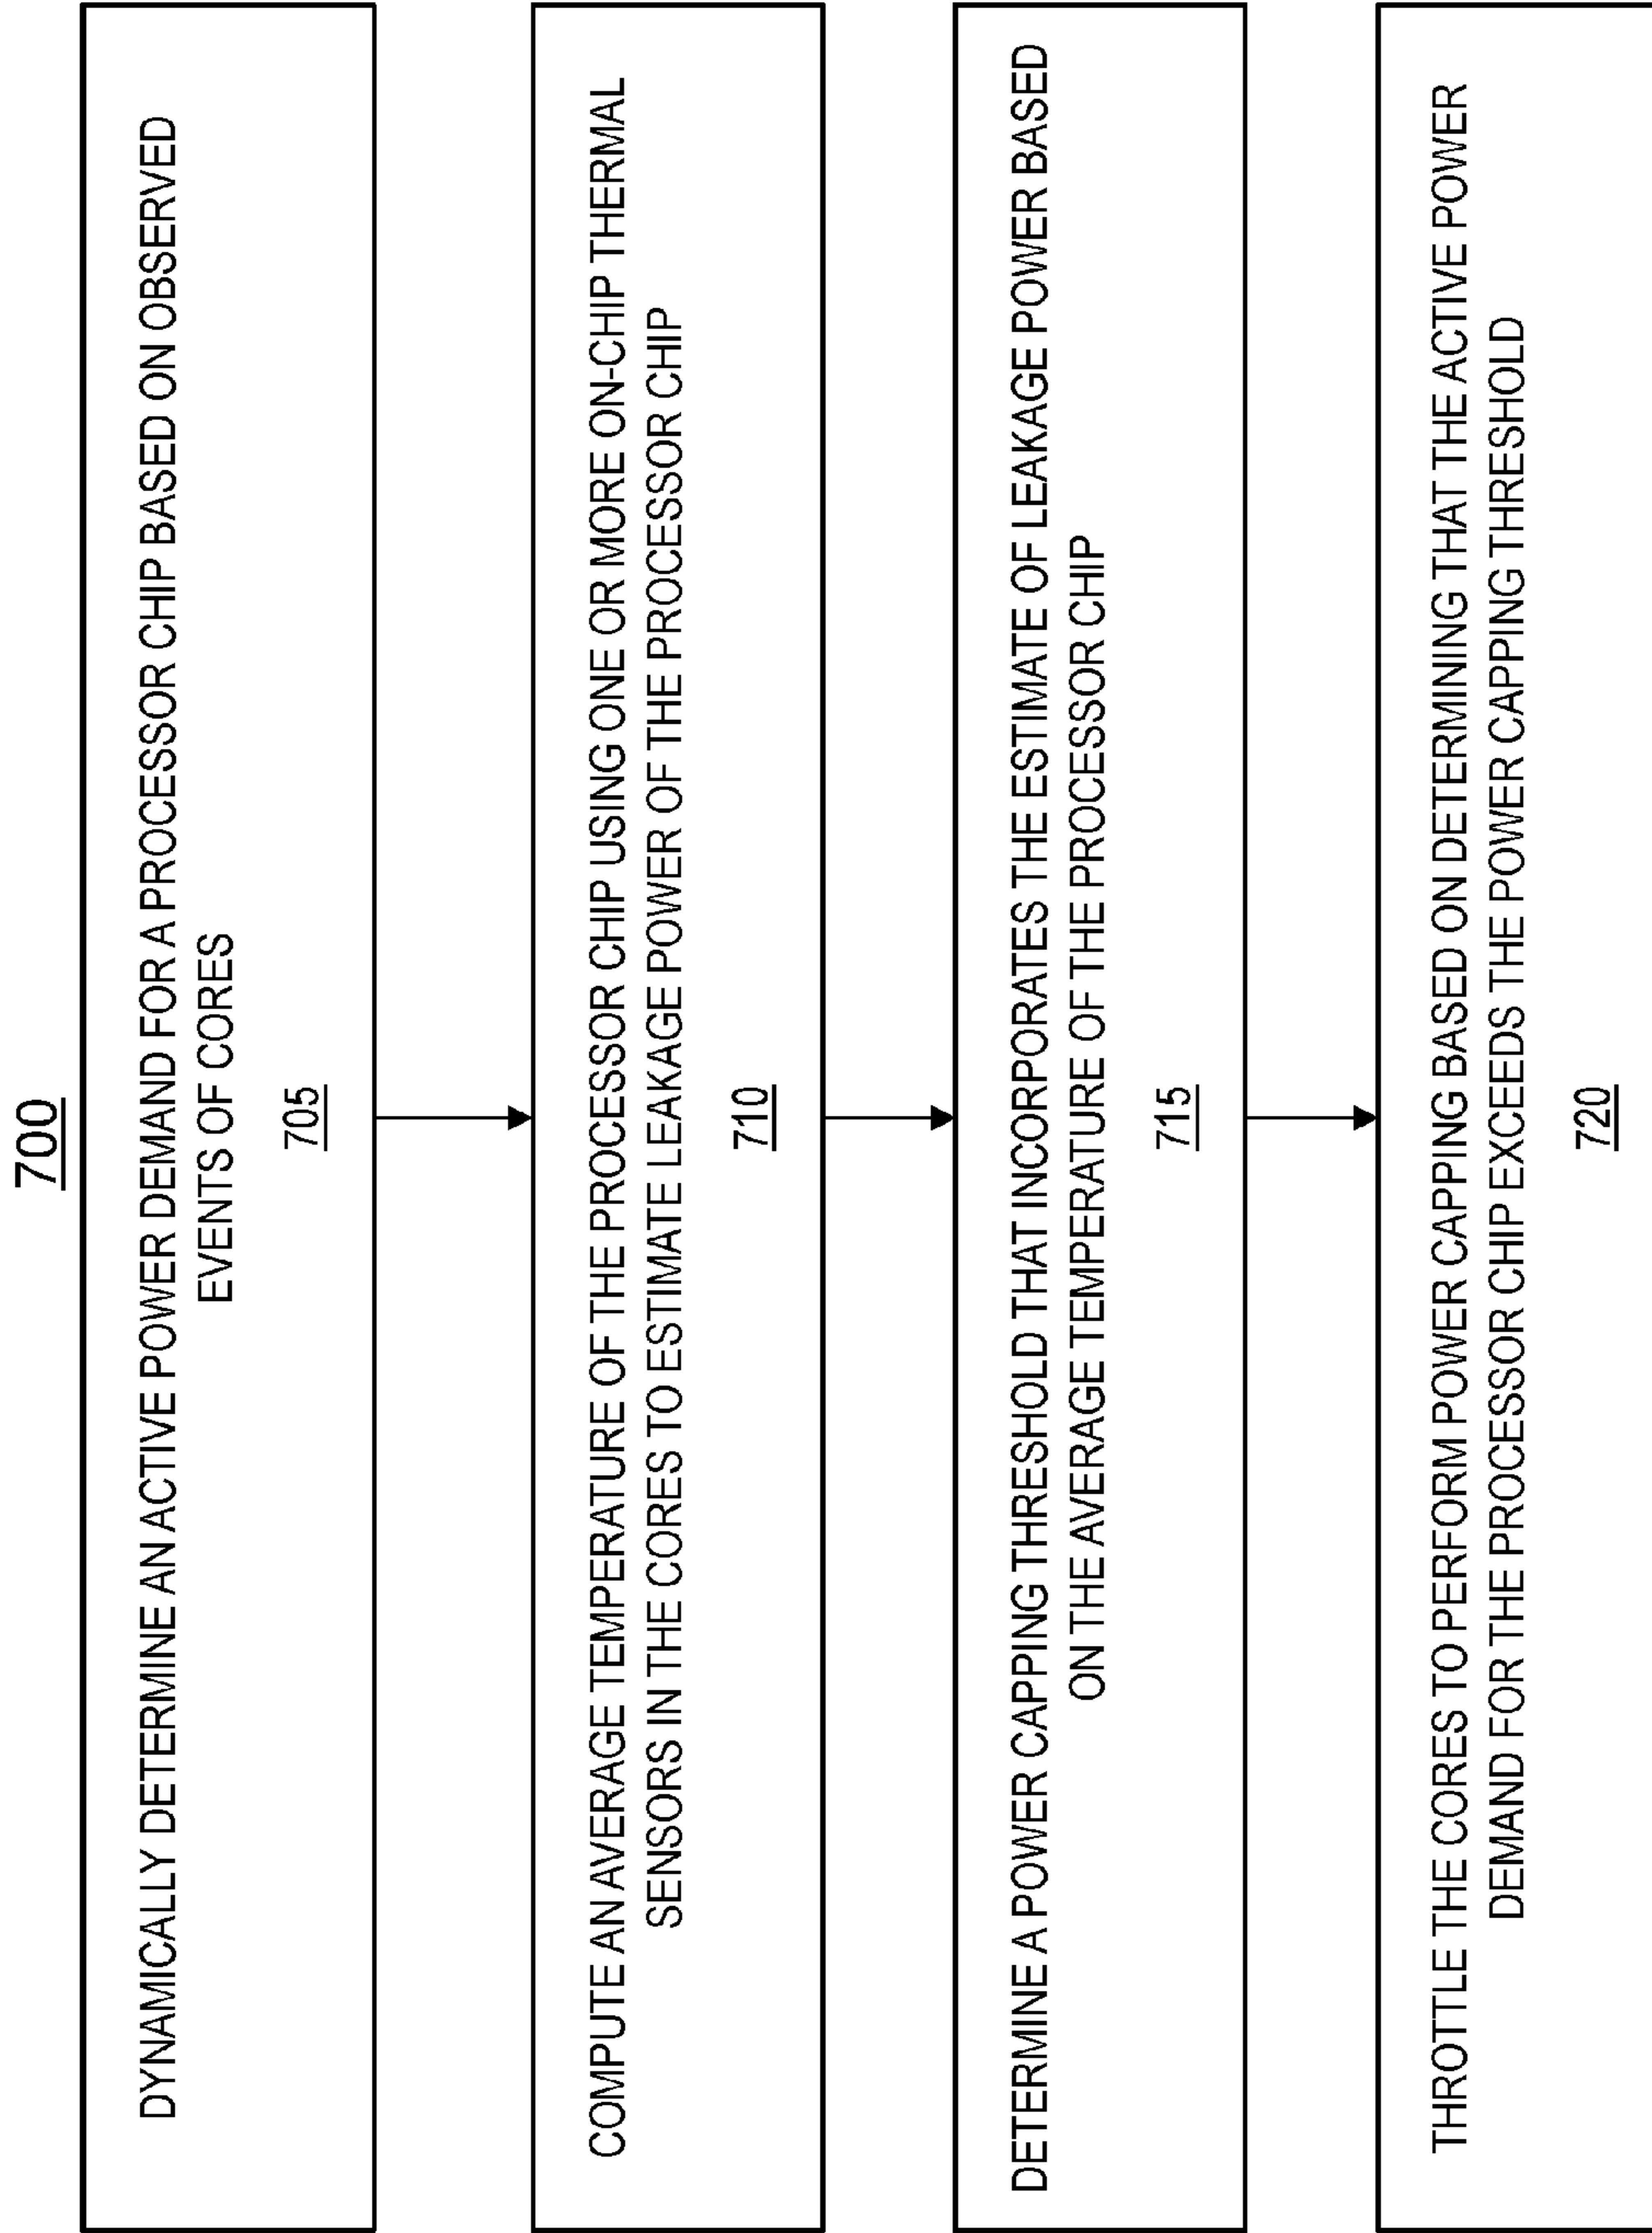 700
DYNAMICALLY DETERMINE AN ACTIVE POWER DEMAND FOR A PROCESSOR CHIP BASED ON OBSERVED
EVENTS OF CORES
705
COMPUTE AN AVERAGE TEMPERATURE OF THE PROCESSOR CHIP USING ONE OR MORE ON-CHIP THERMAL
SENSORS IN THE CORES TO ESTIMATE LEAKAGE POWER OF THE PROCESSOR CHIP
710
DETERMINE A POWER CAPPING THRESHOLD THAT INCORPORATES THE ESTIMATE OF LEAKAGE POWER BASED
ON THE AVERAGE TEMPERATURE OF THE PROCESSOR CHIP
715
THROTTLE THE CORES TO PERFORM POWER CAPPING BASED ON DETERMINING THAT THE ACTIVE POWER
DEMAND FOR THE PROCESSOR CHIP EXCEEDS THE POWER CAPPING THRESHOLD
720